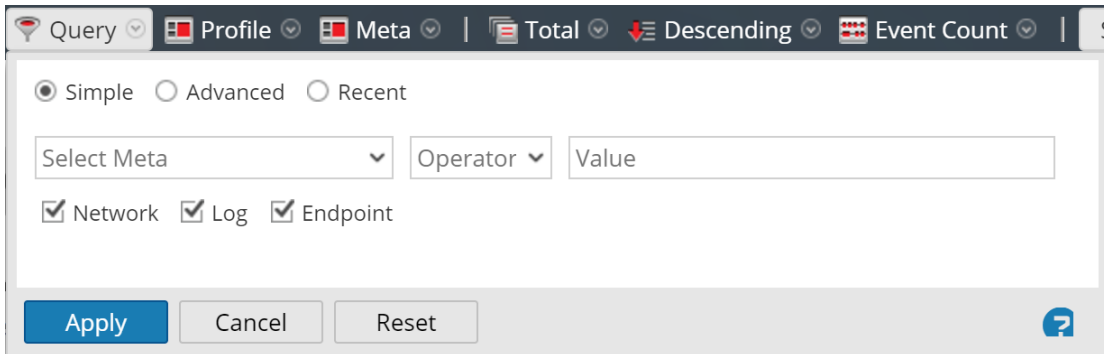 Query Profile Meta | Total Descending Event Count | S
Simple Advanced Recent
Select Meta Operator Value
Network Log Endpoint
Apply Cancel Reset ?